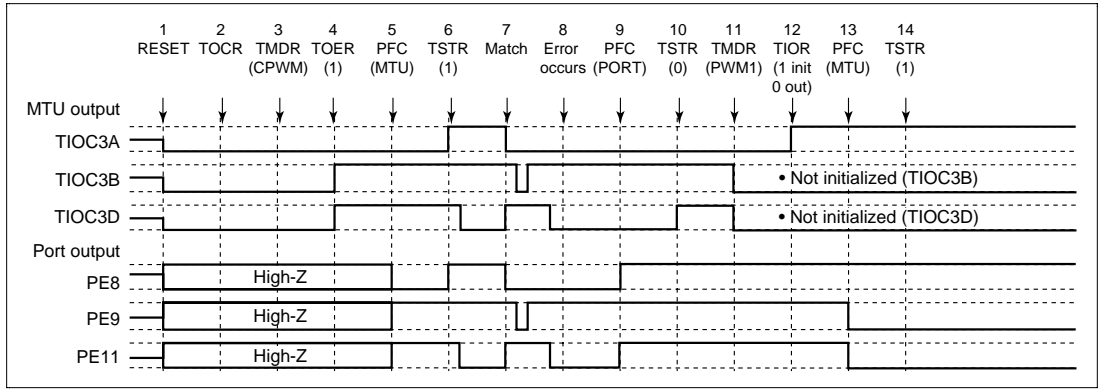 1 2 3 4 5 6 7 8 9 10 11 12 13 14
RESET TOCR TMDR TOER PFC TSTR Match Error PFC TSTR TMDR TIOR PFC TSTR
(CPWM) (1) (MTU) (1) occurs (PORT) (0) (PWM1) (1 init (MTU) (1)
0 out)
MTU output
TIOC3A
TIOC3B • Not initialized (TIOC3B)
TIOC3D • Not initialized (TIOC3D)
Port output
PE8 High-Z
PE9 High-Z
PE11 High-Z